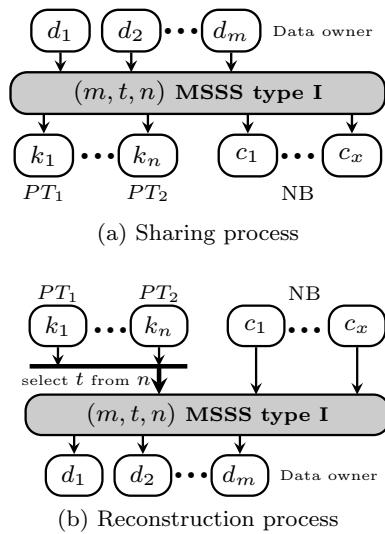 d₁ d₂ ••• dₘ Data owner
(m, t, n) MSSS type I
k₁ ••• kₙ c₁ ••• cₓ
PT₁ PT₂ NB
(a) Sharing process
PT₁ PT₂ NB
k₁ ••• kₙ c₁ ••• cₓ
select t from n
(m, t, n) MSSS type I
d₁ d₂ ••• dₘ Data owner
(b) Reconstruction process